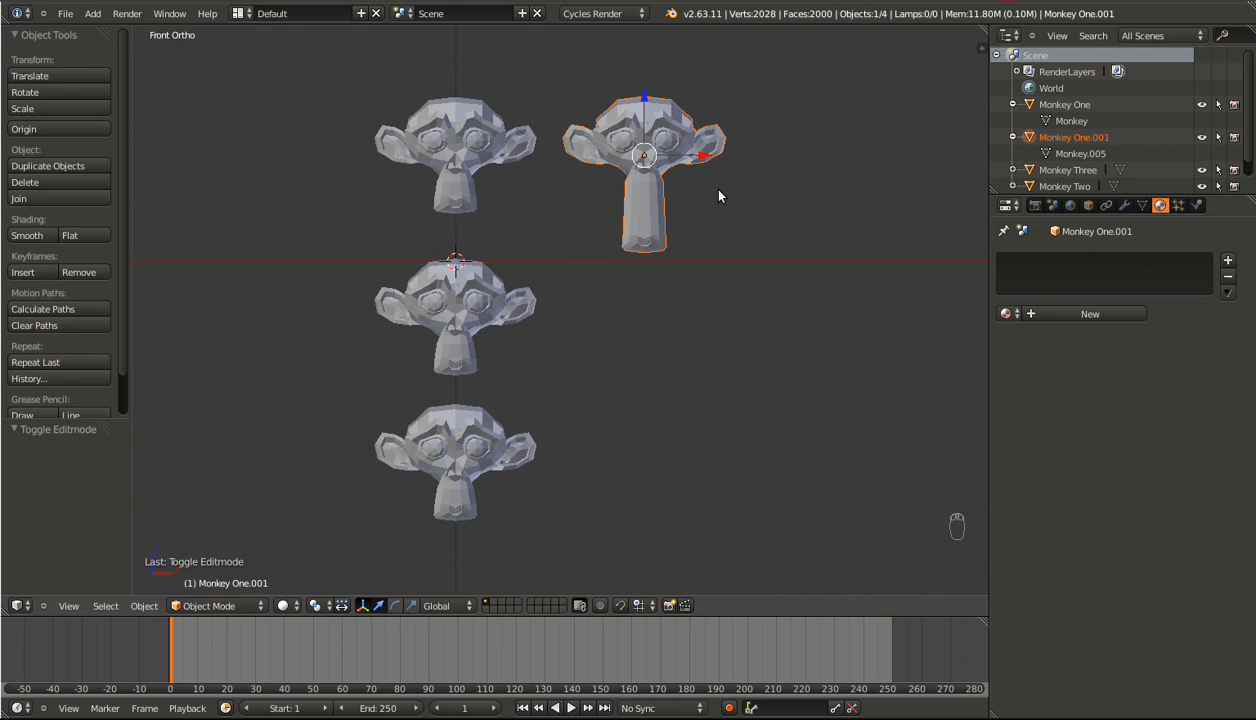 File Add Render Window Help Default Scene Cycles Render v2.63.11 | Verts:2028 | Faces:2000 | Objects:1/4 | Lamps:0/0 | Mem:11.80M (0.10M) | Monkey One.001
Object Tools
Transform:
Translate
Rotate
Scale
Origin
Object:
Duplicate Objects
Delete
Join
Shading:
Smooth Flat
Keyframes:
Insert Remove
Motion Paths:
Calculate Paths
Clear Paths
Repeat:
Repeat Last
History...
Grease Pencil:
Draw Line
Toggle Editmode
Front Ortho
Last: Toggle Editmode
(1) Monkey One.001
View Search All Scenes
Scene
RenderLayers |
World
Monkey One
Monkey
Monkey One.001
Monkey.005
Monkey Three |
Monkey Two |
Monkey One.001
New
View Select Object Object Mode Global
-50 -40 -30 -20 -10 0 10 20 30 40 50 60 70 80 90 100 110 120 130 140 150 160 170 180 190 200 210 220 230 240 250 260 270 280
View Marker Frame Playback Start: 1 End: 250 1 No Sync